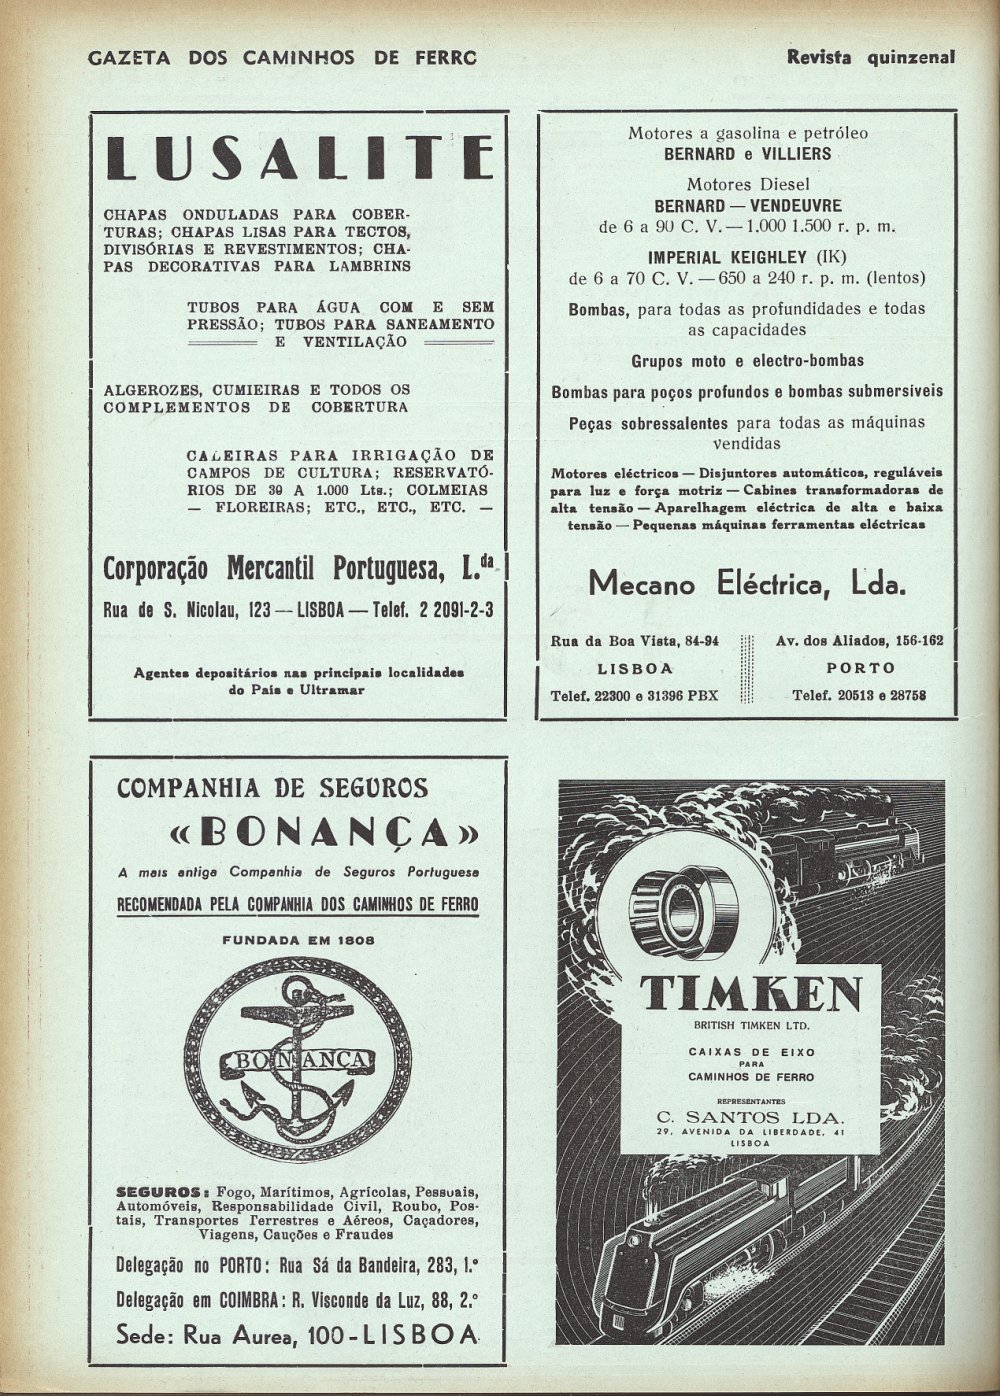 GAZETA DOS CAMINHOS DE FERRO
Revista quinzenal
LUSALITE
CHAPAS ONDULADAS PARA COBER-
TURAS; CHAPAS LISAS PARA TECTOS,
DIVISÓRIAS E REVESTIMENTOS; CHA-
PAS DECORATIVAS PARA LAMBRINS
TUBOS PARA ÁGUA COM E SEM
PRESSÃO; TUBOS PARA SANEAMENTO
E VENTILAÇÃO
ALGEROZES, CUMIEIRAS E TODOS OS
COMPLEMENTOS DE COBERTURA
CALEIRAS PARA IRRIGAÇÃO DE
CAMPOS DE CULTURA; RESERVATÓ-
RIOS DE 30 A 1.000 Lts.; COLMEIAS
— FLOREIRAS; ETC., ETC., ETC. —
Corporação Mercantil Portuguesa, L.da
Rua de S. Nicolau, 123 — LISBOA — Telef. 2 2091-2-3
Agentes depositários nas principais localidades
do País e Ultramar
Motores a gasolina e petróleo
BERNARD e VILLIERS
Motores Diesel
BERNARD — VENDEUVRE
de 6 a 90 C. V. — 1.000 1.500 r. p. m.
IMPERIAL KEIGHLEY (IK)
de 6 a 70 C. V. — 650 a 240 r. p. m. (lentos)
Bombas, para todas as profundidades e todas
as capacidades
Grupos moto e electro-bombas
Bombas para poços profundos e bombas submersíveis
Peças sobressalentes para todas as máquinas
vendidas
Motores eléctricos — Disjuntores automáticos, reguláveis
para luz e força motriz — Cabines transformadoras de
alta tensão — Aparelhagem eléctrica de alta e baixa
tensão — Pequenas máquinas ferramentas eléctricas
Mecano Eléctrica, Lda.
Rua da Boa Vista, 84-94
LISBOA
Telef. 22300 e 31396 PBX
Av. dos Aliados, 156-162
PORTO
Telef. 20513 e 28758
COMPANHIA DE SEGUROS
«BONANÇA»
A mais antiga Companhia de Seguros Portuguesa
RECOMENDADA PELA COMPANHIA DOS CAMINHOS DE FERRO
FUNDADA EM 1808
BONANÇA
SEGUROS: Fogo, Marítimos, Agrícolas, Pessoais,
Automóveis, Responsabilidade Civil, Roubo, Pos-
tais, Transportes Terrestres e Aéreos, Caçadores,
Viagens, Cauções e Fraudes
Delegação no PORTO: Rua Sá da Bandeira, 283, 1.º
Delegação em COIMBRA: R. Visconde da Luz, 88, 2.º
Sede: Rua Aurea, 100 - LISBOA
TIMKEN
BRITISH TIMKEN LTD.
CAIXAS DE EIXO
PARA
CAMINHOS DE FERRO
REPRESENTANTES
C. SANTOS LDA.
29, AVENIDA DA LIBERDADE, 41
LISBOA